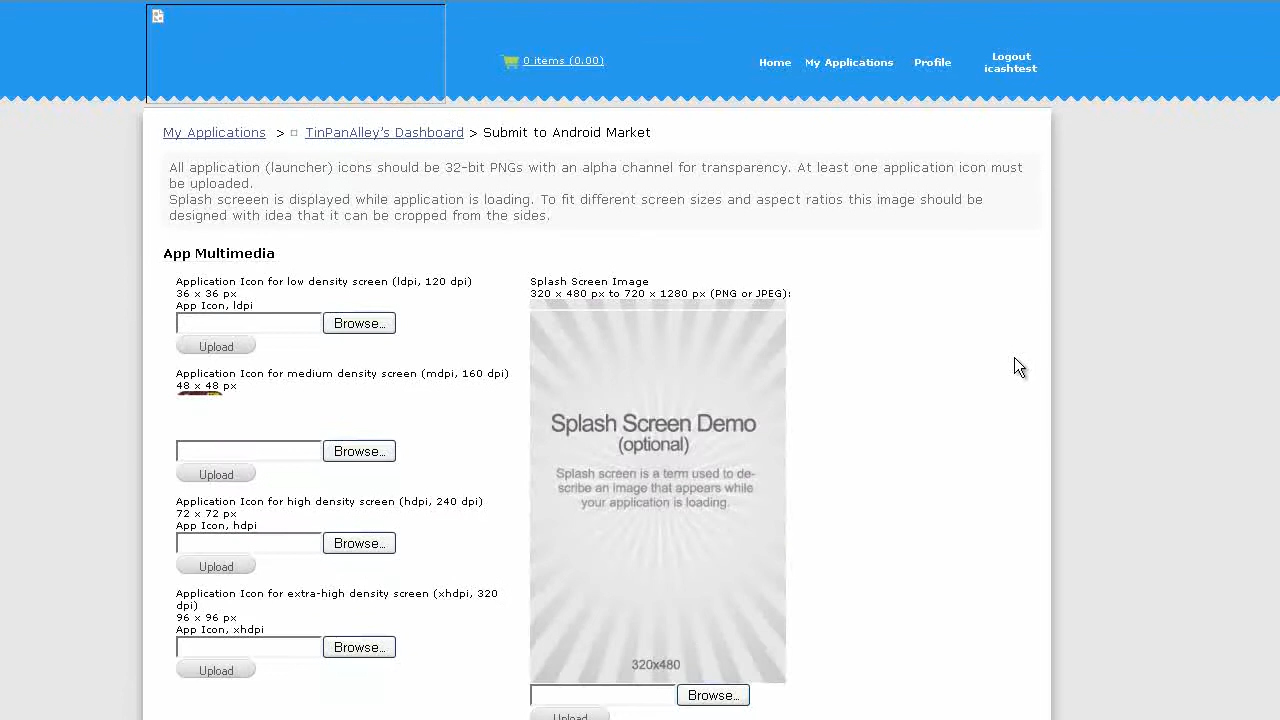 0 items (0.00)
Home My Applications Profile Logout
icashtest
My Applications > TinPanAlley's Dashboard > Submit to Android Market
All application (launcher) icons should be 32-bit PNGs with an alpha channel for transparency. At least one application icon must
be uploaded.
Splash screeen is displayed while application is loading. To fit different screen sizes and aspect ratios this image should be
designed with idea that it can be cropped from the sides.
App Multimedia
Application Icon for low density screen (ldpi, 120 dpi)
36 x 36 px
App Icon, ldpi
Browse...
Upload
Application Icon for medium density screen (mdpi, 160 dpi)
48 x 48 px
Browse...
Upload
Application Icon for high density screen (hdpi, 240 dpi)
72 x 72 px
App Icon, hdpi
Browse...
Upload
Application Icon for extra-high density screen (xhdpi, 320
dpi)
96 x 96 px
App Icon, xhdpi
Browse...
Upload
Splash Screen Image
320 x 480 px to 720 x 1280 px (PNG or JPEG):
Splash Screen Demo
(optional)
Splash screen is a term used to de-
scribe an image that appears while
your application is loading.
320x480
Browse...
Upload